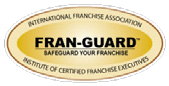 INTERNATIONAL FRANCHISE ASSOCIATION
FRAN-GUARD™
SAFEGUARD YOUR FRANCHISE
INSTITUTE OF CERTIFIED FRANCHISE EXECUTIVES